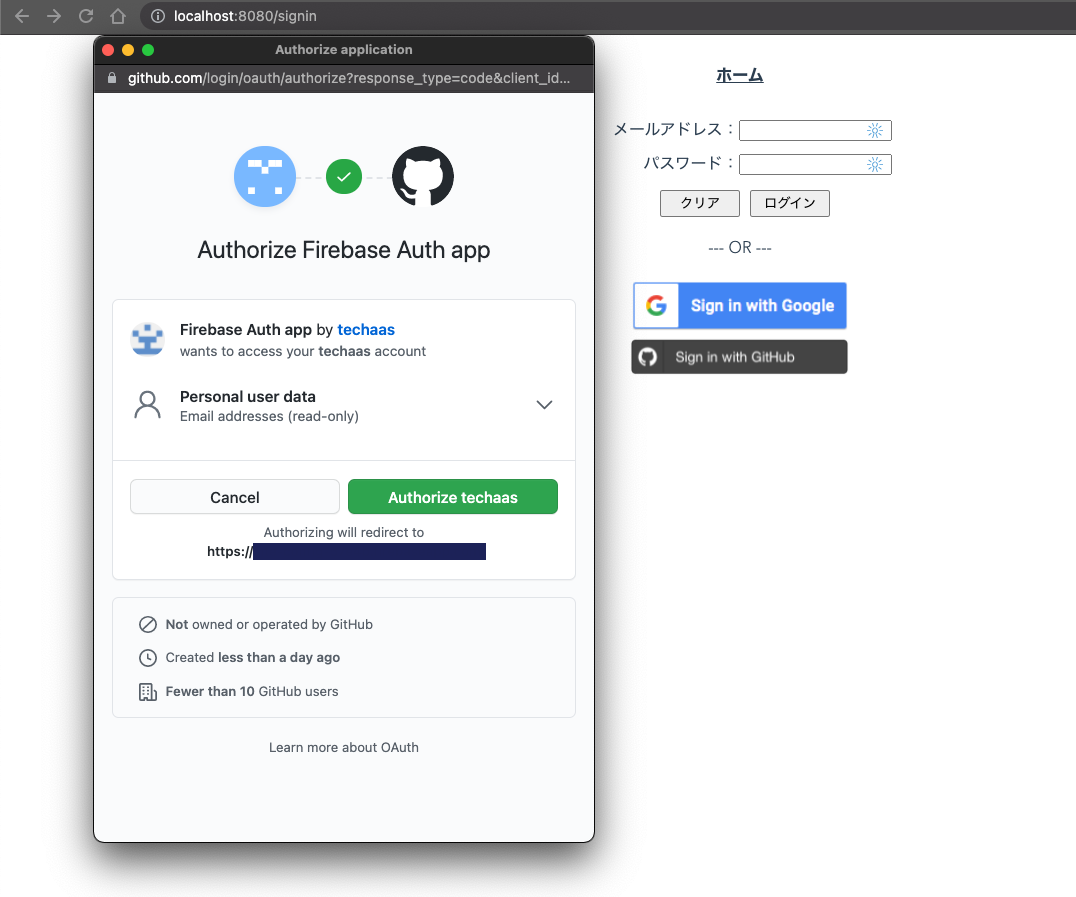 localhost:8080/signin
Authorize application
github.com/login/oauth/authorize?response_type=code&client_id...
Authorize Firebase Auth app
Firebase Auth app by techaas
wants to access your techaas account
Personal user data
Email addresses (read-only)
Cancel
Authorize techaas
Authorizing will redirect to
https://
Not owned or operated by GitHub
Created less than a day ago
Fewer than 10 GitHub users
Learn more about OAuth
ホーム
メールアドレス：
パスワード：
クリア
ログイン
--- OR ---
Sign in with Google
Sign in with GitHub